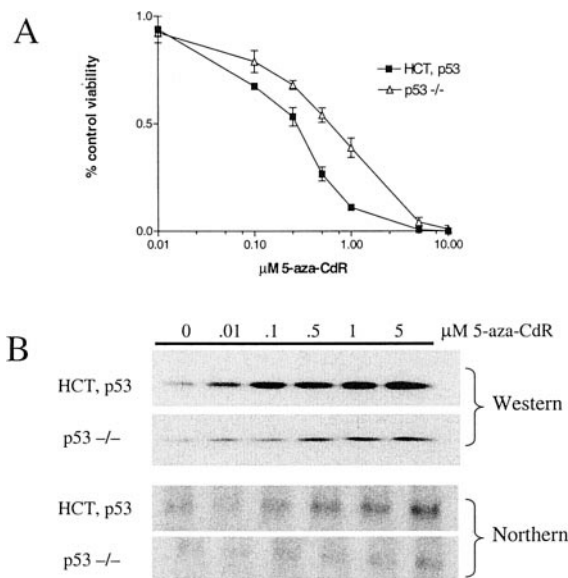 A
1.0
0.5
0.0
% control viability
HCT, p53
p53 -/-
0.01 0.10 1.00 10.00
µM 5-aza-CdR
B
0 .01 .1 .5 1 5 µM 5-aza-CdR
HCT, p53
p53 –/–
Western
HCT, p53
p53 –/–
Northern